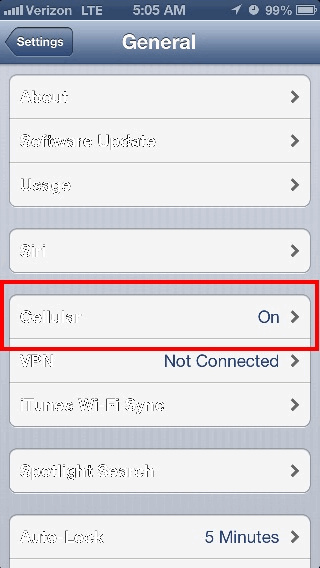 Verizon LTE 5:05 AM 99%
Settings General
About
Software Update
Usage
Siri
Cellular On
VPN Not Connected
iTunes Wi-Fi Sync
Spotlight Search
Auto-Lock 5 Minutes